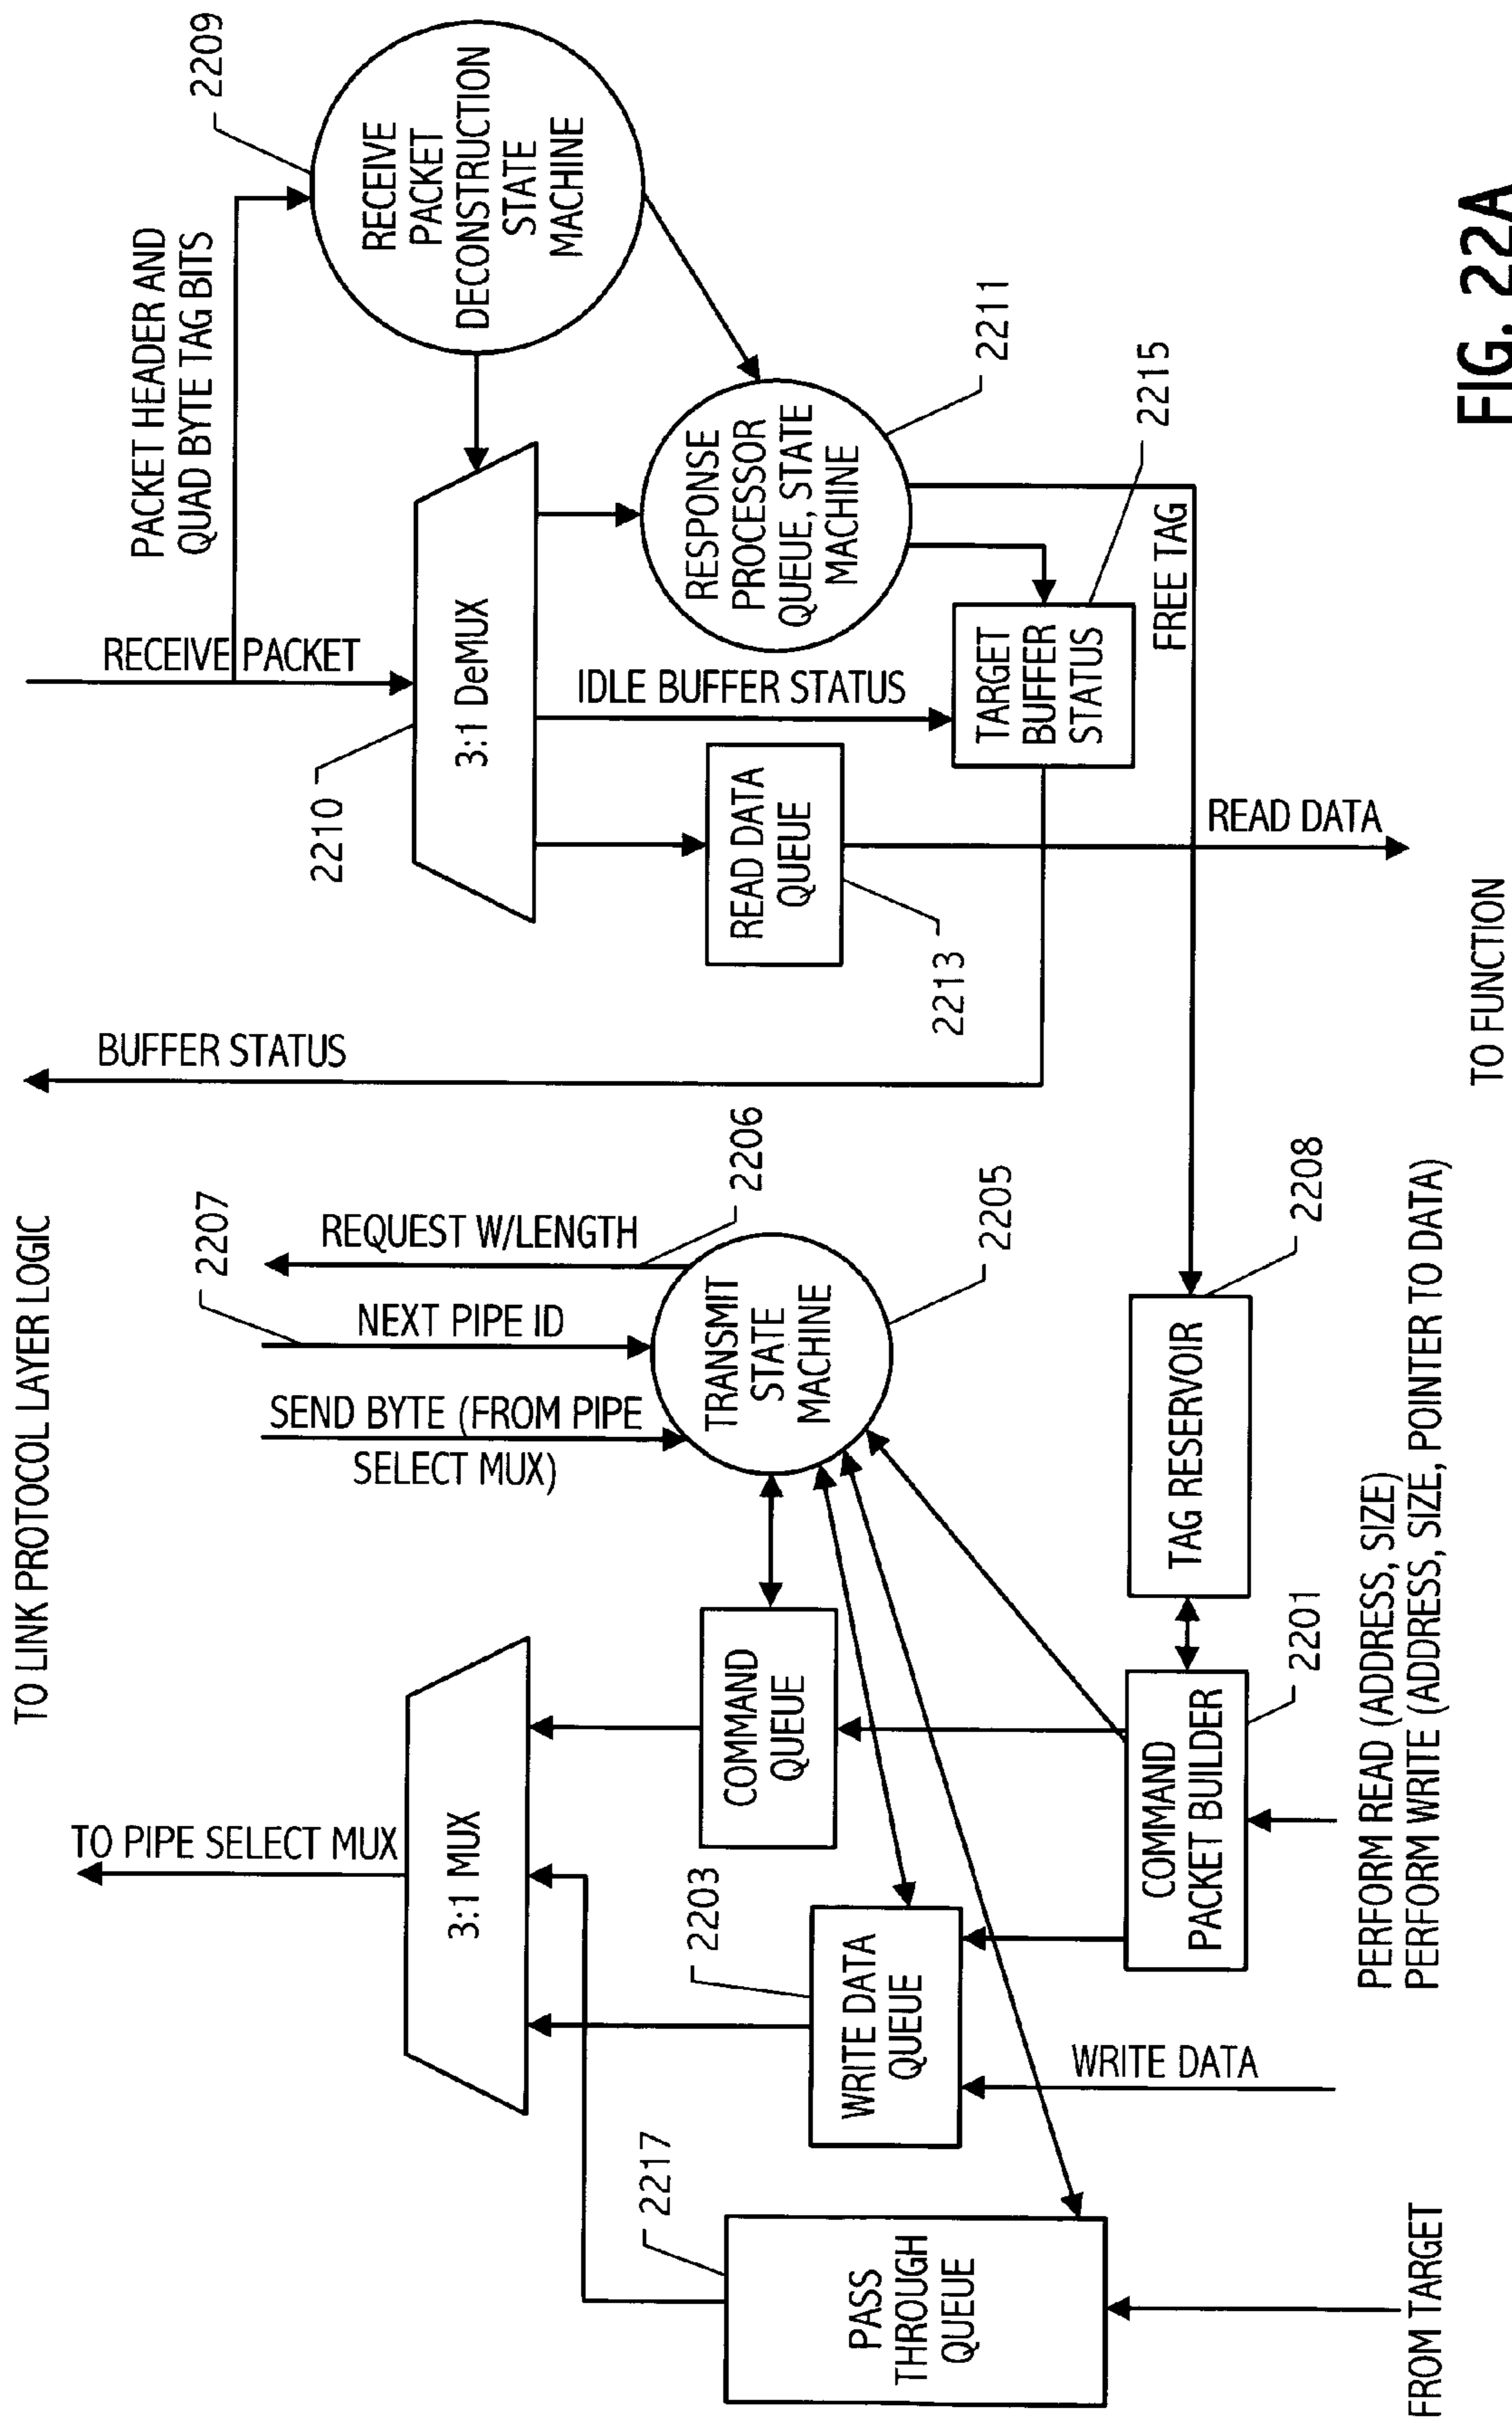 TO LINK PROTOCOL LAYER LOGIC
TO PIPE SELECT MUX
BUFFER STATUS
RECEIVE PACKET
PACKET HEADER AND
QUAD BYTE TAG BITS
2209
RECEIVE
PACKET
DECONSTRUCTION
STATE
MACHINE
2207
REQUEST W/LENGTH
2206
NEXT PIPE ID
SEND BYTE (FROM PIPE
SELECT MUX)
2210
3:1 DeMUX
3:1 MUX
TRANSMIT
STATE
MACHINE
2205
COMMAND
QUEUE
2203
WRITE DATA
QUEUE
2217
PASS
THROUGH
QUEUE
READ DATA
QUEUE
2213
IDLE BUFFER STATUS
RESPONSE
PROCESSOR
QUEUE, STATE
MACHINE
2211
TARGET
BUFFER
STATUS
2215
FREE TAG
READ DATA
TAG RESERVOIR
2208
COMMAND
PACKET BUILDER
2201
WRITE DATA
FROM TARGET
PERFORM READ (ADDRESS, SIZE)
PERFORM WRITE (ADDRESS, SIZE, POINTER TO DATA)
TO FUNCTION
FIG. 22A